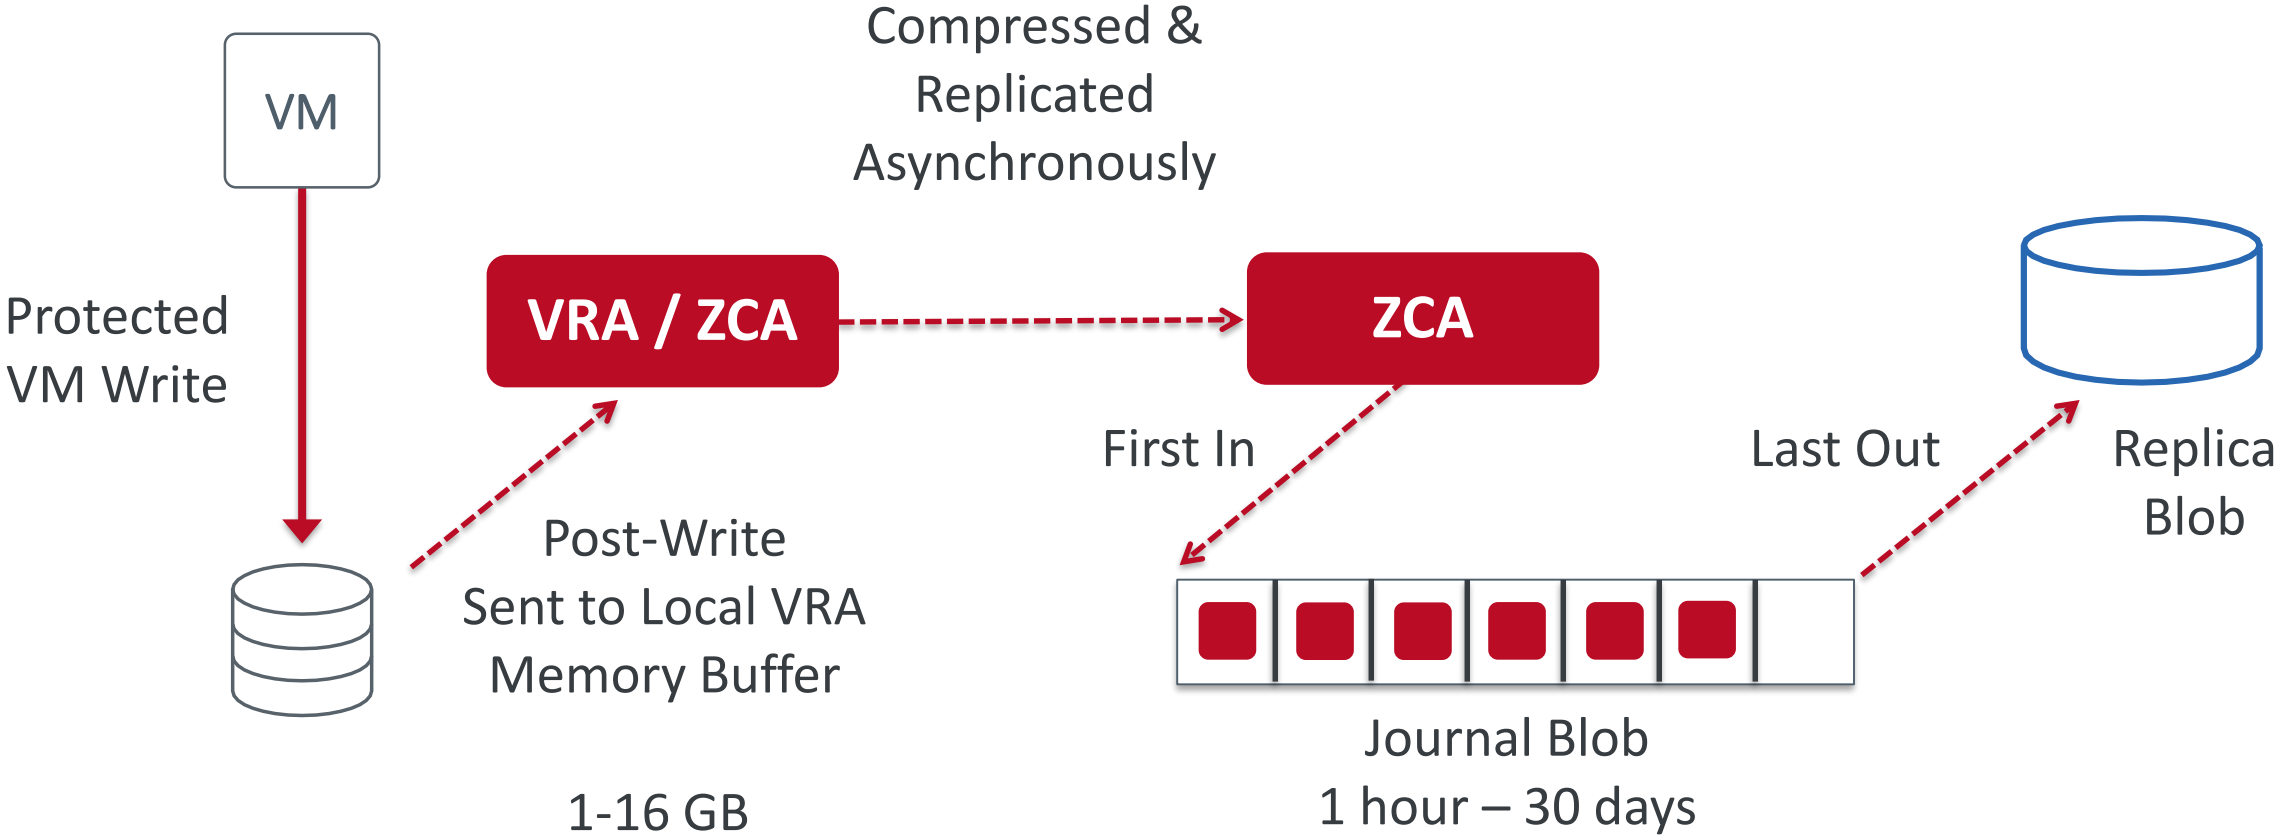 VM
Protected
VM Write
Compressed &
Replicated
Asynchronously
VRA / ZCA
ZCA
Post-Write
Sent to Local VRA
Memory Buffer
1-16 GB
First In
Last Out
Replica
Blob
Journal Blob
1 hour – 30 days